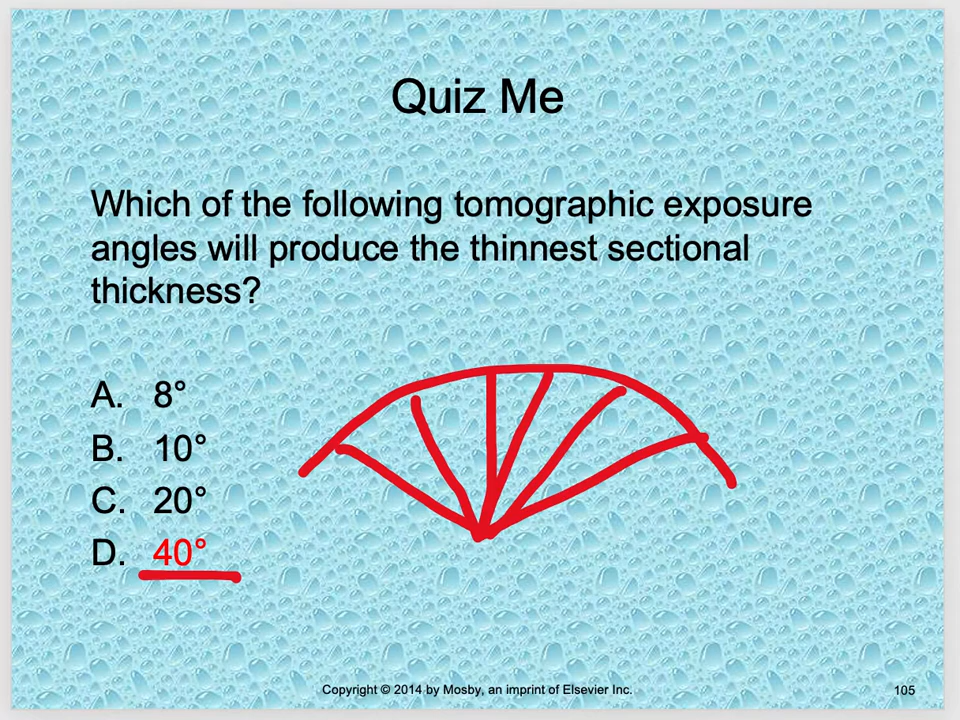 Quiz Me
Which of the following tomographic exposure
angles will produce the thinnest sectional
thickness?
A. 8°
B. 10°
C. 20°
D. 40°
Copyright © 2014 by Mosby, an imprint of Elsevier Inc.
105